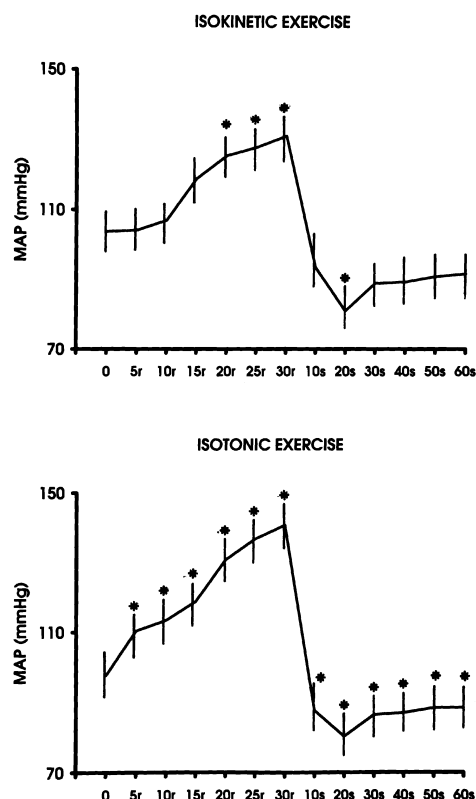 ISOKINETIC EXERCISE
150
110
70
MAP (mmHg)
0 5r 10r 15r 20r 25r 30r 10s 20s 30s 40s 50s 60s
ISOTONIC EXERCISE
150
110
70
MAP (mmHg)
0 5r 10r 15r 20r 25r 30r 10s 20s 30s 40s 50s 60s